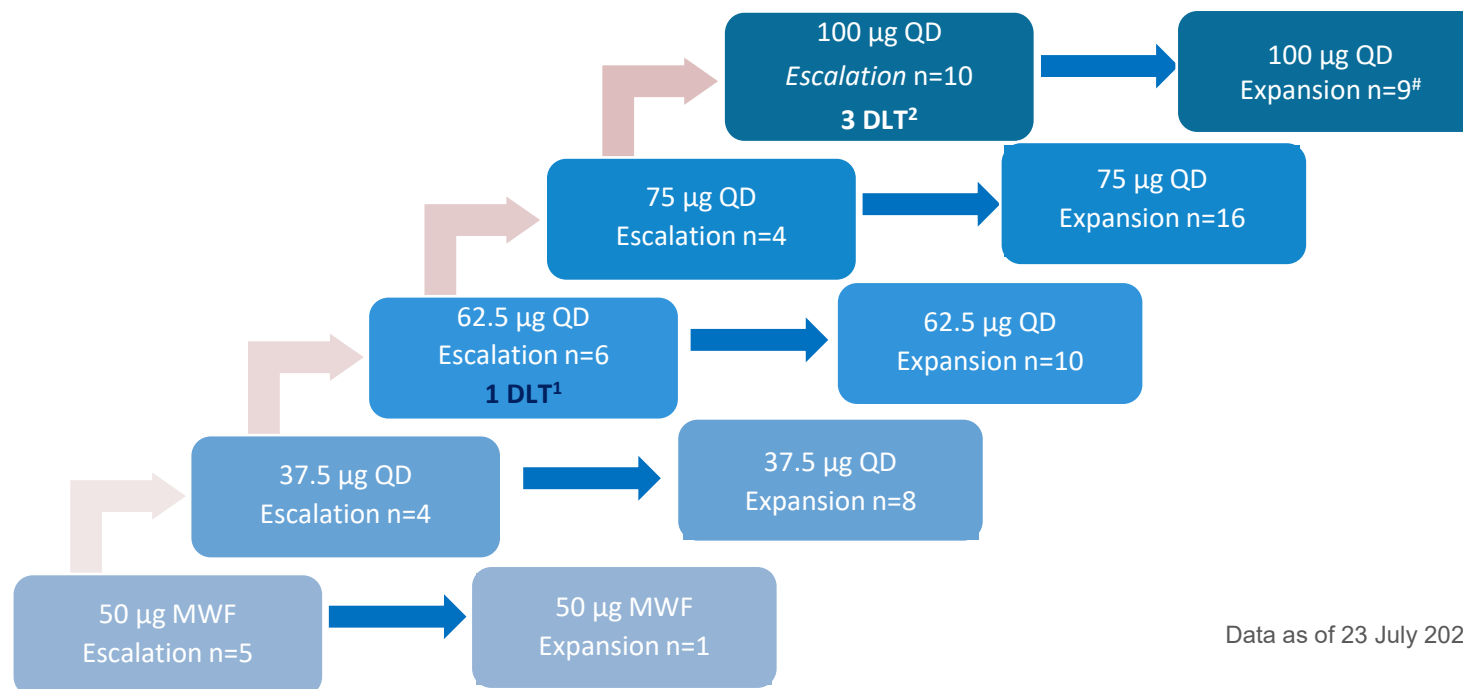 100 µg QD
Escalation n=10
3 DLT²
100 µg QD
Expansion n=9#
75 µg QD
Escalation n=4
75 µg QD
Expansion n=16
62.5 µg QD
Escalation n=6
1 DLT¹
62.5 µg QD
Expansion n=10
37.5 µg QD
Escalation n=4
37.5 µg QD
Expansion n=8
50 µg MWF
Escalation n=5
50 µg MWF
Expansion n=1
Data as of 23 July